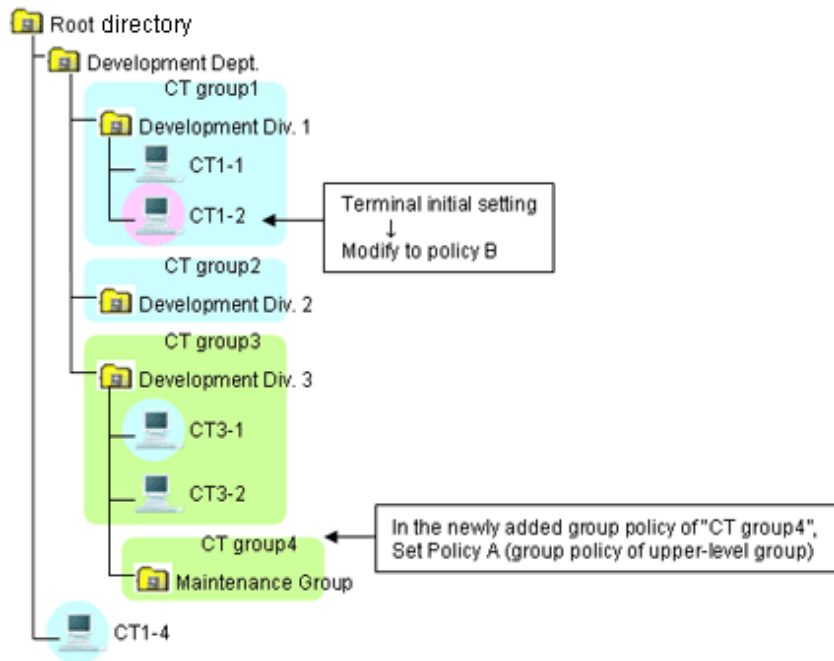 Root directory
Development Dept.
CT group1
Development Div. 1
CT1-1
CT1-2
Terminal initial setting
↓
Modify to policy B
CT group2
Development Div. 2
CT group3
Development Div. 3
CT3-1
CT3-2
In the newly added group policy of "CT group4",
Set Policy A (group policy of upper-level group)
CT group4
Maintenance Group
CT1-4